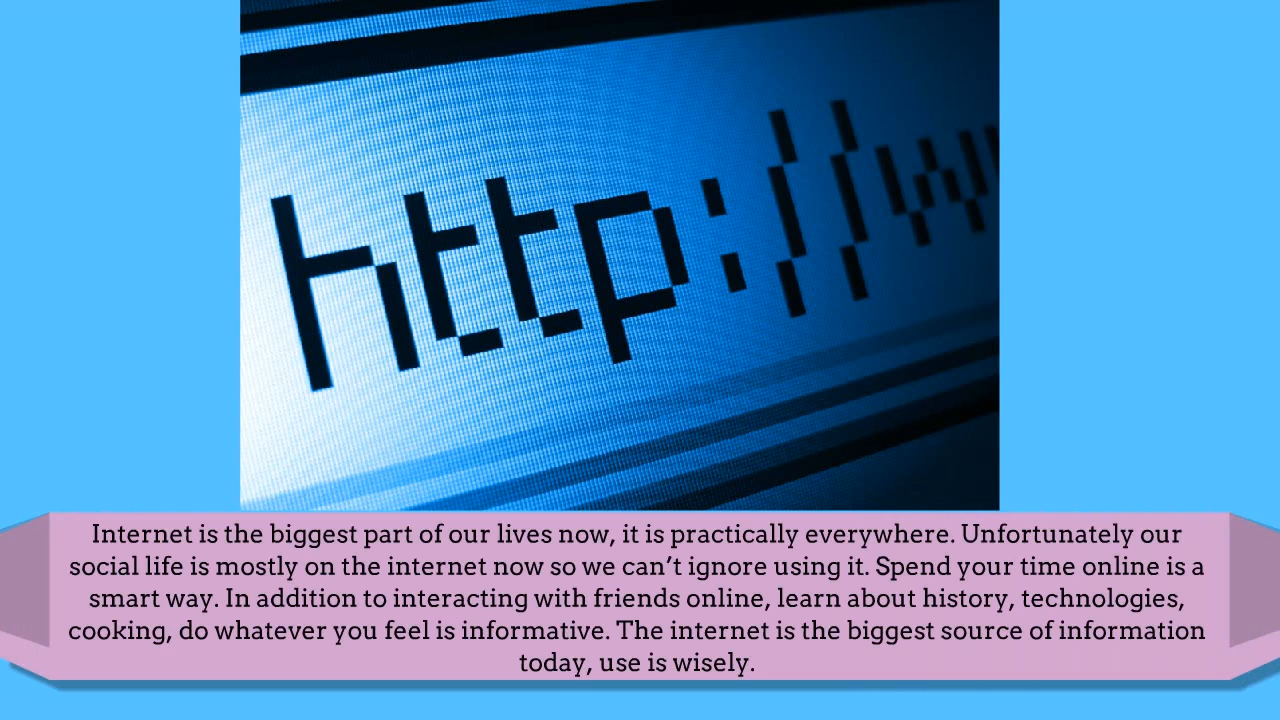 http://w
Internet is the biggest part of our lives now, it is practically everywhere. Unfortunately our
social life is mostly on the internet now so we can’t ignore using it. Spend your time online is a
smart way. In addition to interacting with friends online, learn about history, technologies,
cooking, do whatever you feel is informative. The internet is the biggest source of information
today, use is wisely.